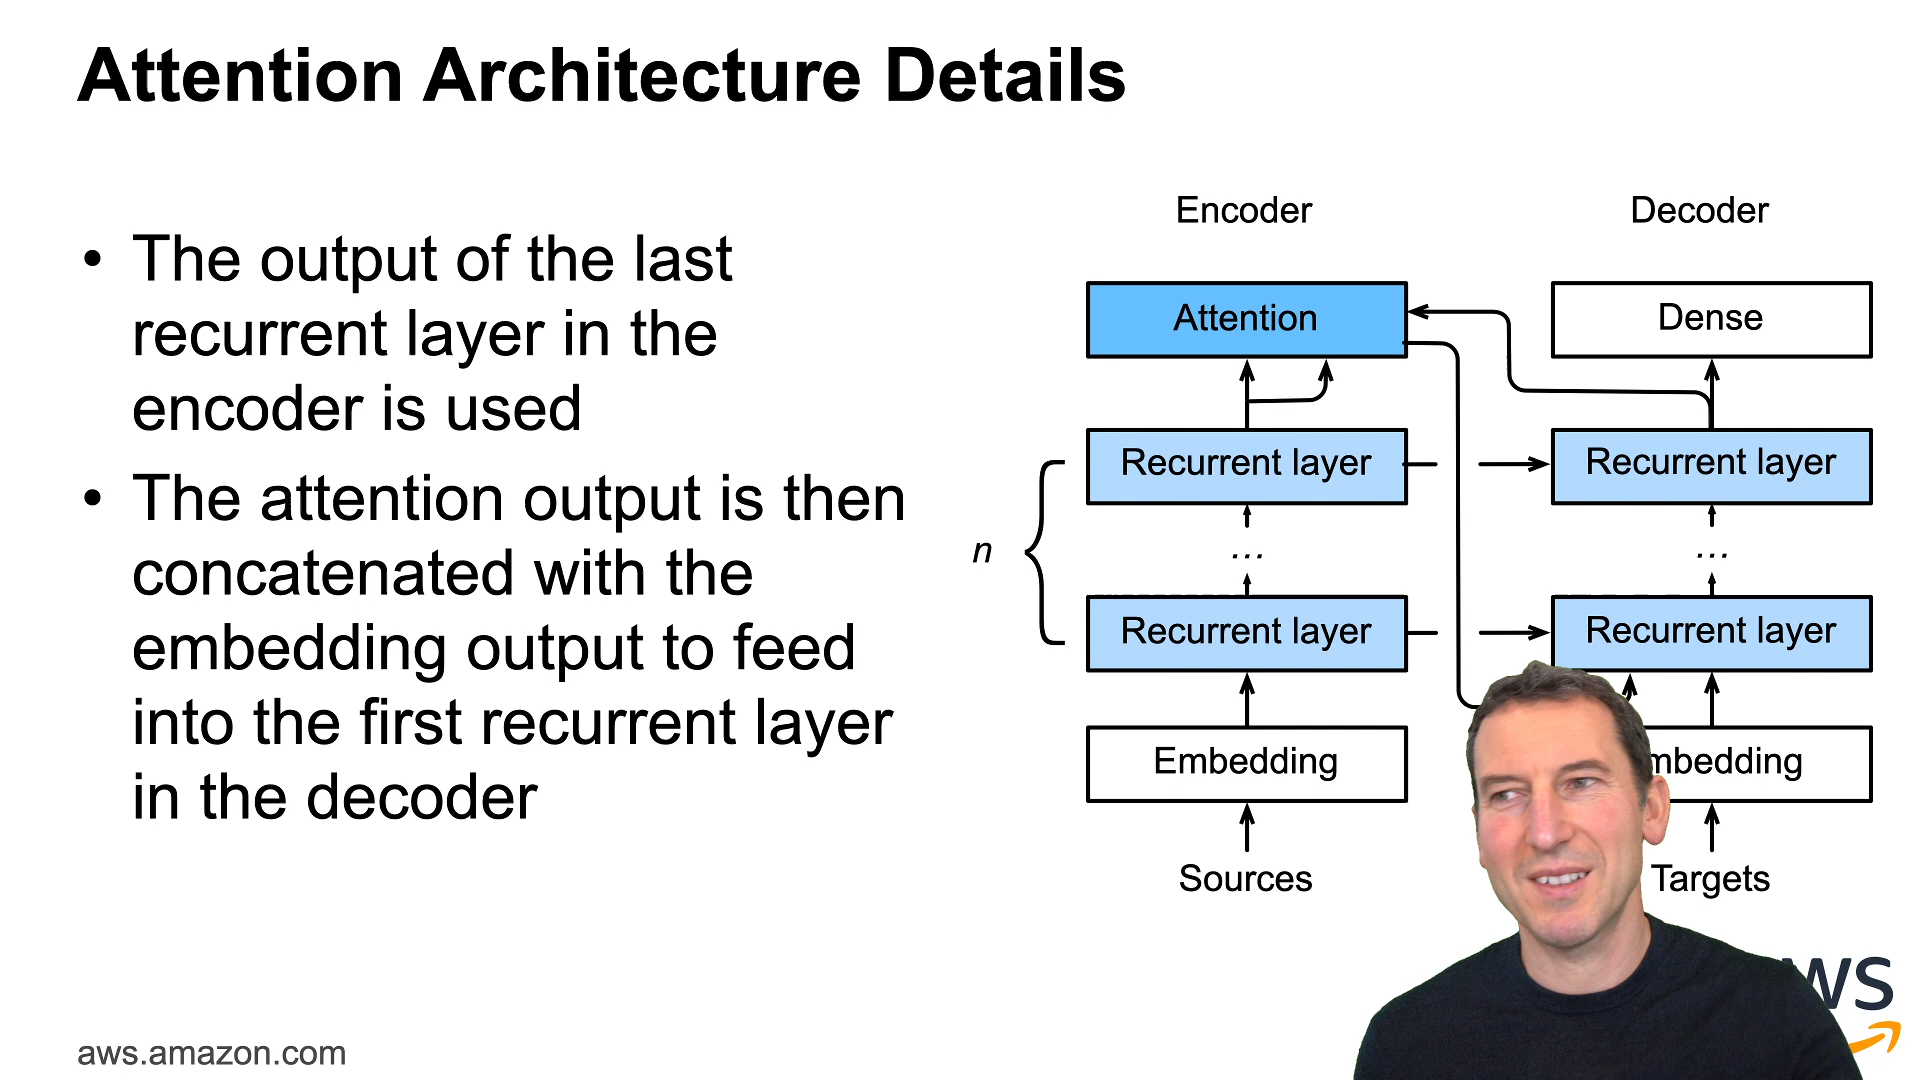 Attention Architecture Details
• The output of the last
recurrent layer in the
encoder is used
• The attention output is then
concatenated with the
embedding output to feed
into the first recurrent layer
in the decoder
Encoder
Decoder
Attention
Dense
Recurrent layer
Recurrent layer
n
...
...
Recurrent layer
Recurrent layer
Embedding
mbedding
Sources
Targets
ws
aws.amazon.com